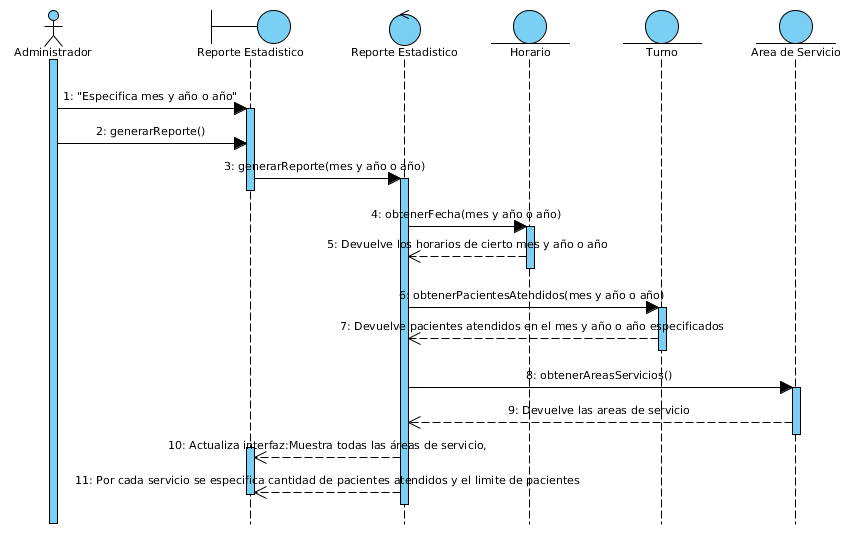 Administrador
Reporte Estadistico
Reporte Estadistico
Horario
Turno
Area de Servicio
1: "Especifica mes y año o año"
2: generarReporte()
3: generarReporte(mes y año o año)
4: obtenerFecha(mes y año o año)
5: Devuelve los horarios de cierto mes y año o año
6: obtenerPacientesAtendidos(mes y año o año)
7: Devuelve pacientes atendidos en el mes y año o año especificados
8: obtenerAreasServicios()
9: Devuelve las areas de servicio
10: Actualiza interfaz:Muestra todas las áreas de servicio,
11: Por cada servicio se especifica cantidad de pacientes atendidos y el limite de pacientes